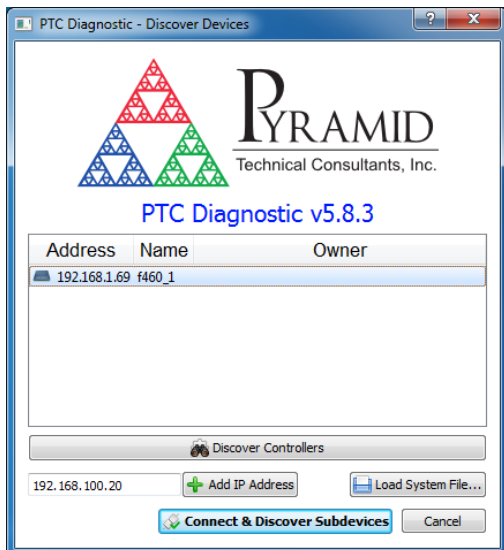 PTC Diagnostic - Discover Devices
?
X
PYRAMID
Technical Consultants, Inc.
PTC Diagnostic v5.8.3
Address Name Owner
192.168.1.69 f460_1
Discover Controllers
192.168.100.20 Add IP Address Load System File...
Connect & Discover Subdevices Cancel